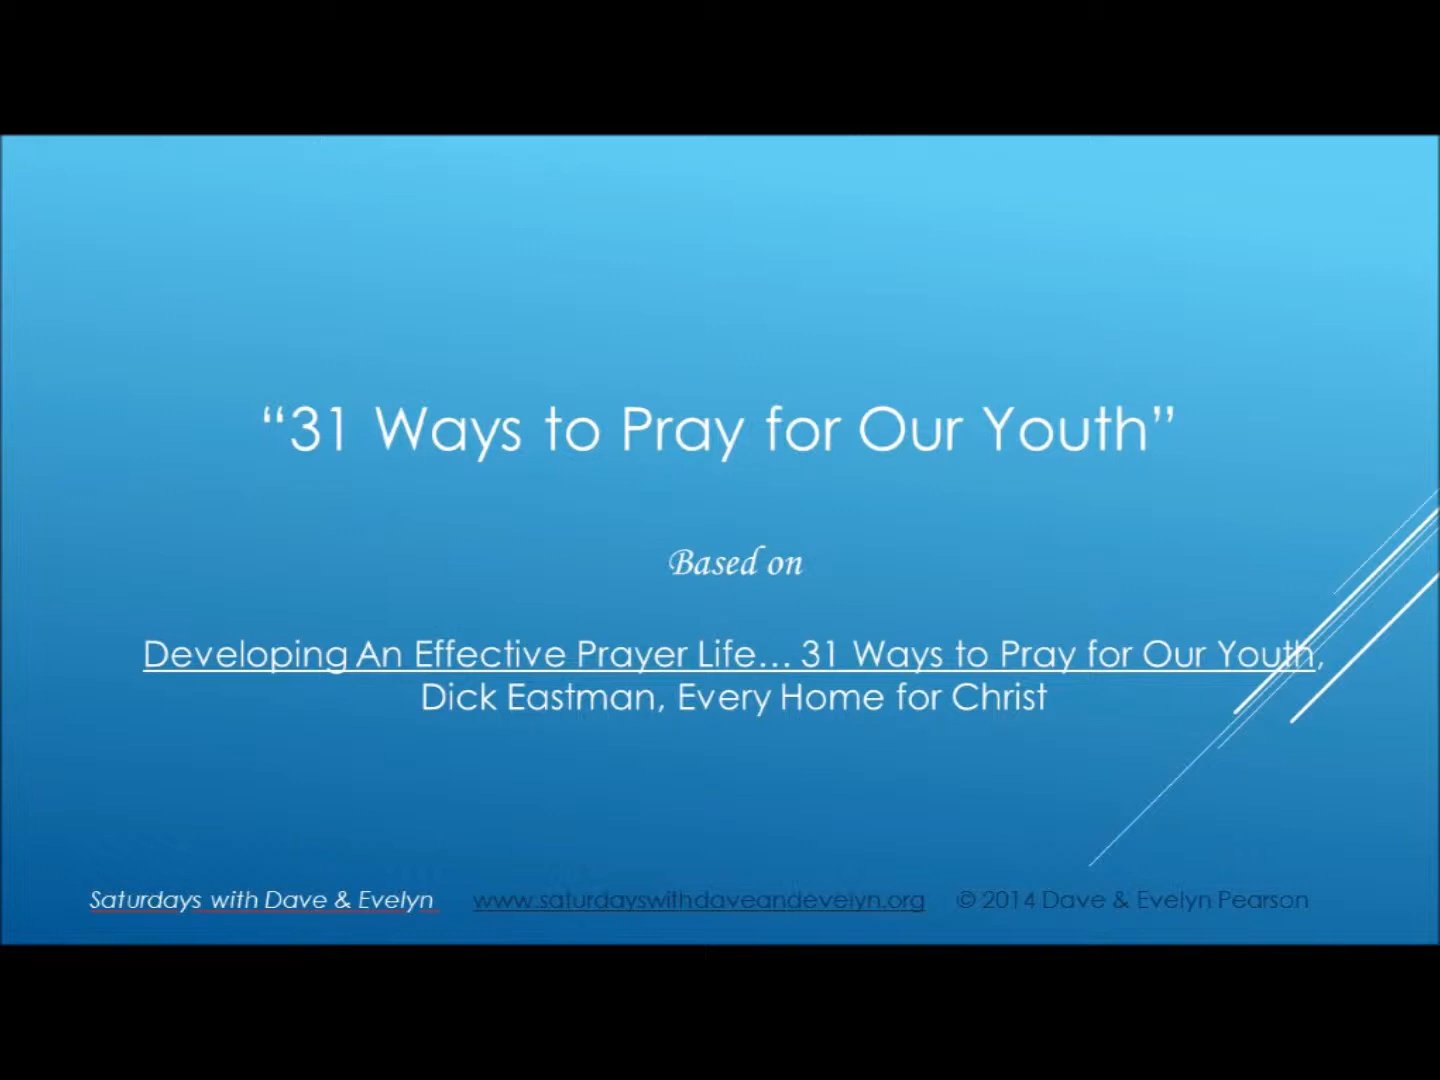 “31 Ways to Pray for Our Youth”
Based on
Developing An Effective Prayer Life... 31 Ways to Pray for Our Youth,
Dick Eastman, Every Home for Christ
Saturdays with Dave & Evelyn www.saturdayswithdaveandevelyn.org © 2014 Dave & Evelyn Pearson